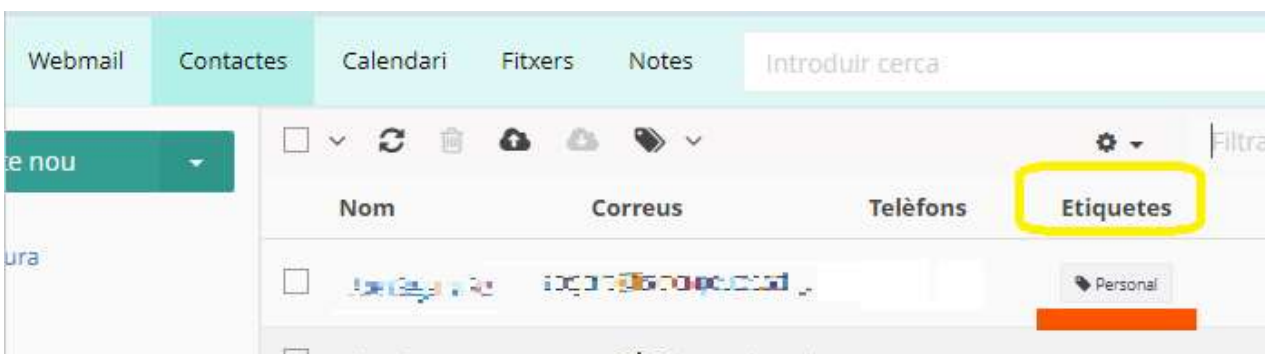 Webmail Contactes Calendari Fitxers Notes Introduir cerca
e nou Filtra
Nom Correus Telèfons Etiquetes
ura
Personal